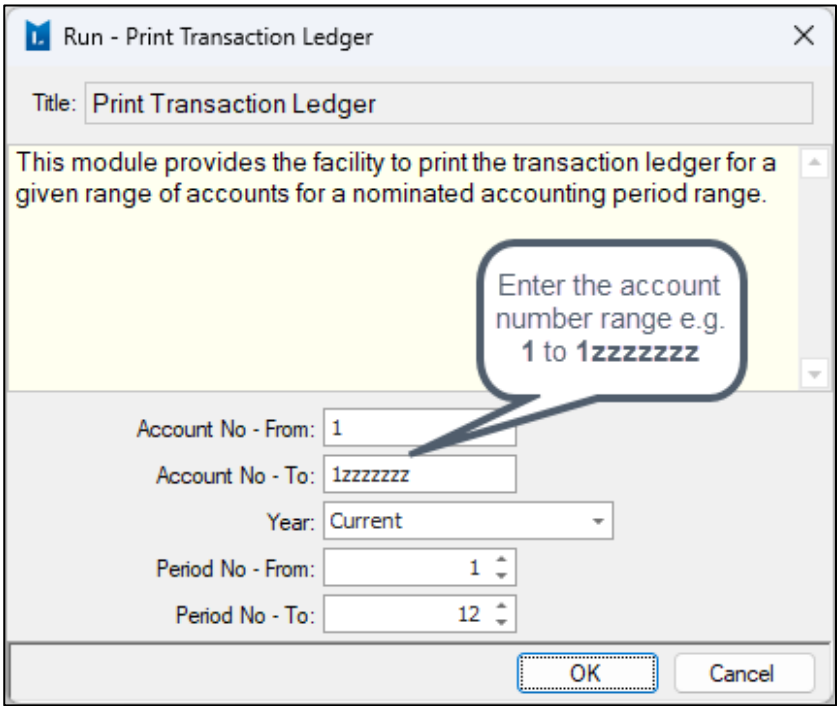 Run - Print Transaction Ledger
Title: Print Transaction Ledger
This module provides the facility to print the transaction ledger for a
given range of accounts for a nominated accounting period range.
Enter the account
number range e.g.
1 to 1zzzzzzz
Account No - From: 1
Account No - To: 1zzzzzzz
Year: Current
Period No - From: 1
Period No - To: 12
OK Cancel